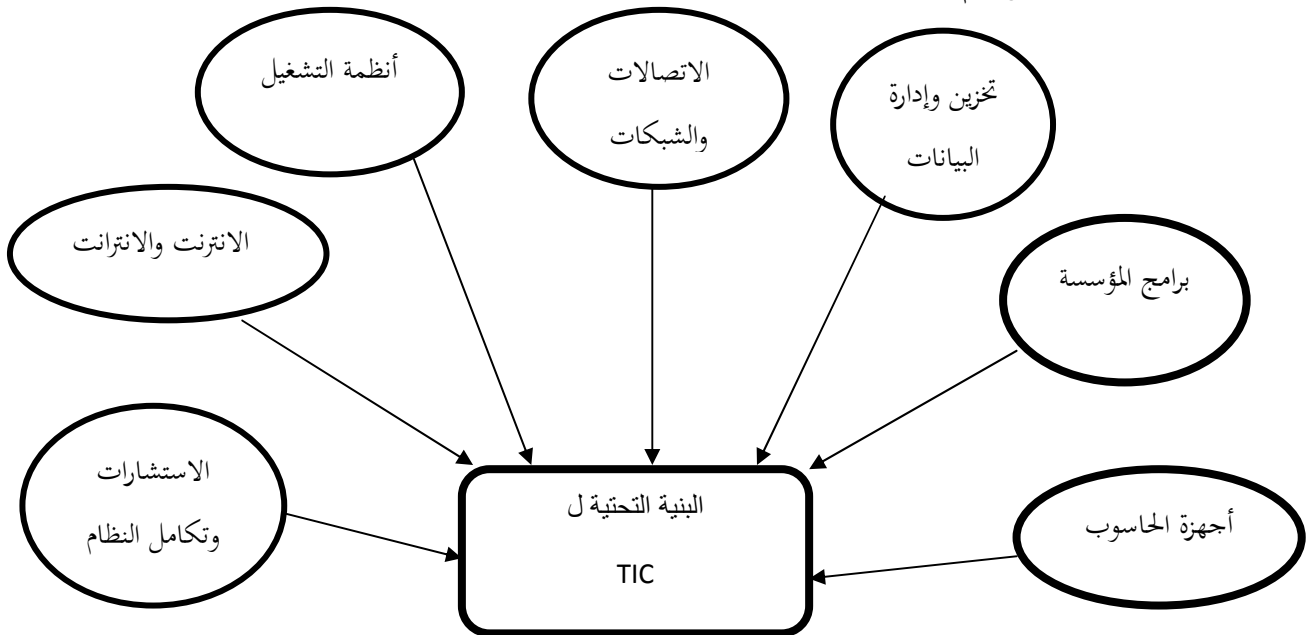 أنظمة التشغيل
الاتصالات
والشبكات
تخزين وإدارة
البيانات
الانترنت والانترانت
برامج المؤسسة
الاستشارات
وتكامل النظام
البنية التحتية ل
TIC
أجهزة الحاسوب